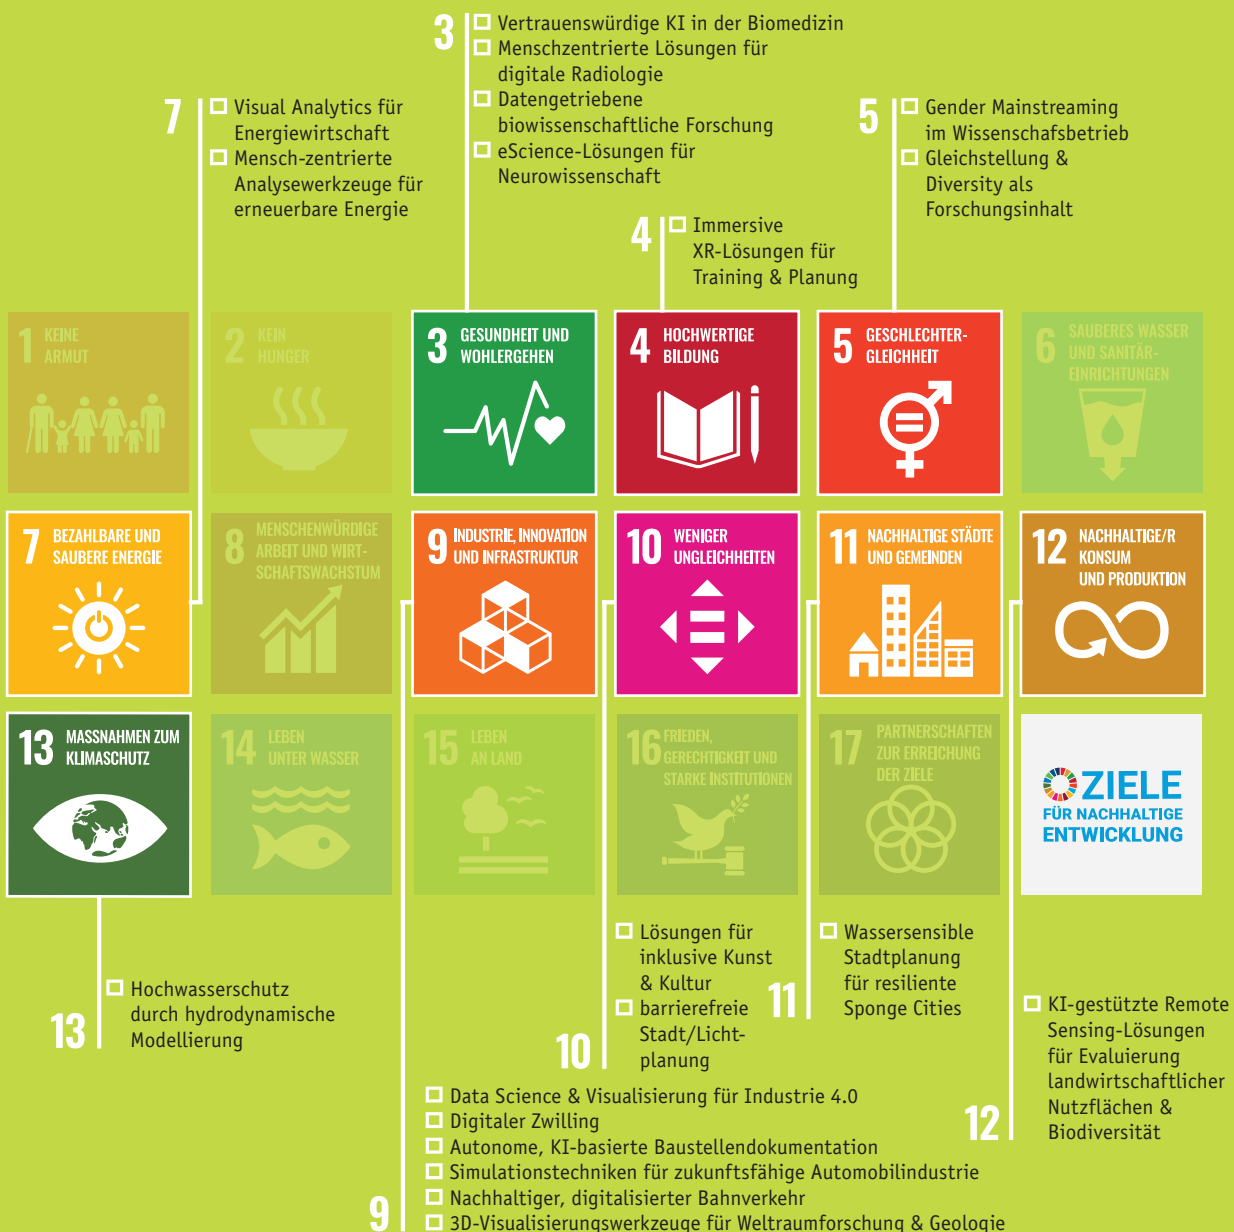 3
Vertrauenswürdige KI in der Biomedizin
Menschzentrierte Lösungen für
digitale Radiologie
Datengetriebene
biowissenschaftliche Forschung
eScience-Lösungen für
Neurowissenschaft
7
Visual Analytics für
Energiewirtschaft
Mensch-zentrierte
Analysewerkzeuge für
erneuerbare Energie
5
Gender Mainstreaming
im Wissenschafsbetrieb
Gleichstellung &
Diversity als
Forschungsinhalt
4
Immersive
XR-Lösungen für
Training & Planung
1 KEINE
ARMUT
2 KEIN
HUNGER
3 GESUNDHEIT UND
WOHLERGEHEN
4 HOCHWERTIGE
BILDUNG
5 GESCHLECHTER-
GLEICHHEIT
6 SAUBERES WASSER
UND SANITÄR-
EINRICHTUNGEN
7 BEZAHLBARE UND
SAUBERE ENERGIE
8 MENSCHENWÜRDIGE
ARBEIT UND WIRT-
SCHAFTSWACHSTUM
9 INDUSTRIE, INNOVATION
UND INFRASTRUKTUR
10 WENIGER
UNGLEICHHEITEN
11 NACHHALTIGE STÄDTE
UND GEMEINDEN
12 NACHHALTIGE/R
KONSUM
UND PRODUKTION
13 MASSNAHMEN ZUM
KLIMASCHUTZ
14 LEBEN
UNTER WASSER
15 LEBEN
AN LAND
16 FRIEDEN,
GERECHTIGKEIT UND
STARKE INSTITUTIONEN
17 PARTNERSCHAFTEN
ZUR ERREICHUNG
DER ZIELE
ZIELE
FÜR NACHHALTIGE
ENTWICKLUNG
13
Hochwasserschutz
durch hydrodynamische
Modellierung
10
Lösungen für
inklusive Kunst
& Kultur
barrierefreie
Stadt/Licht-
planung
11
Wassersensible
Stadtplanung
für resiliente
Sponge Cities
12
KI-gestützte Remote
Sensing-Lösungen
für Evaluierung
landwirtschaftlicher
Nutzflächen &
Biodiversität
9
Data Science & Visualisierung für Industrie 4.0
Digitaler Zwilling
Autonome, KI-basierte Baustellendokumentation
Simulationstechniken für zukunftsfähige Automobilindustrie
Nachhaltiger, digitalisierter Bahnverkehr
3D-Visualisierungswerkzeuge für Weltraumforschung & Geologie